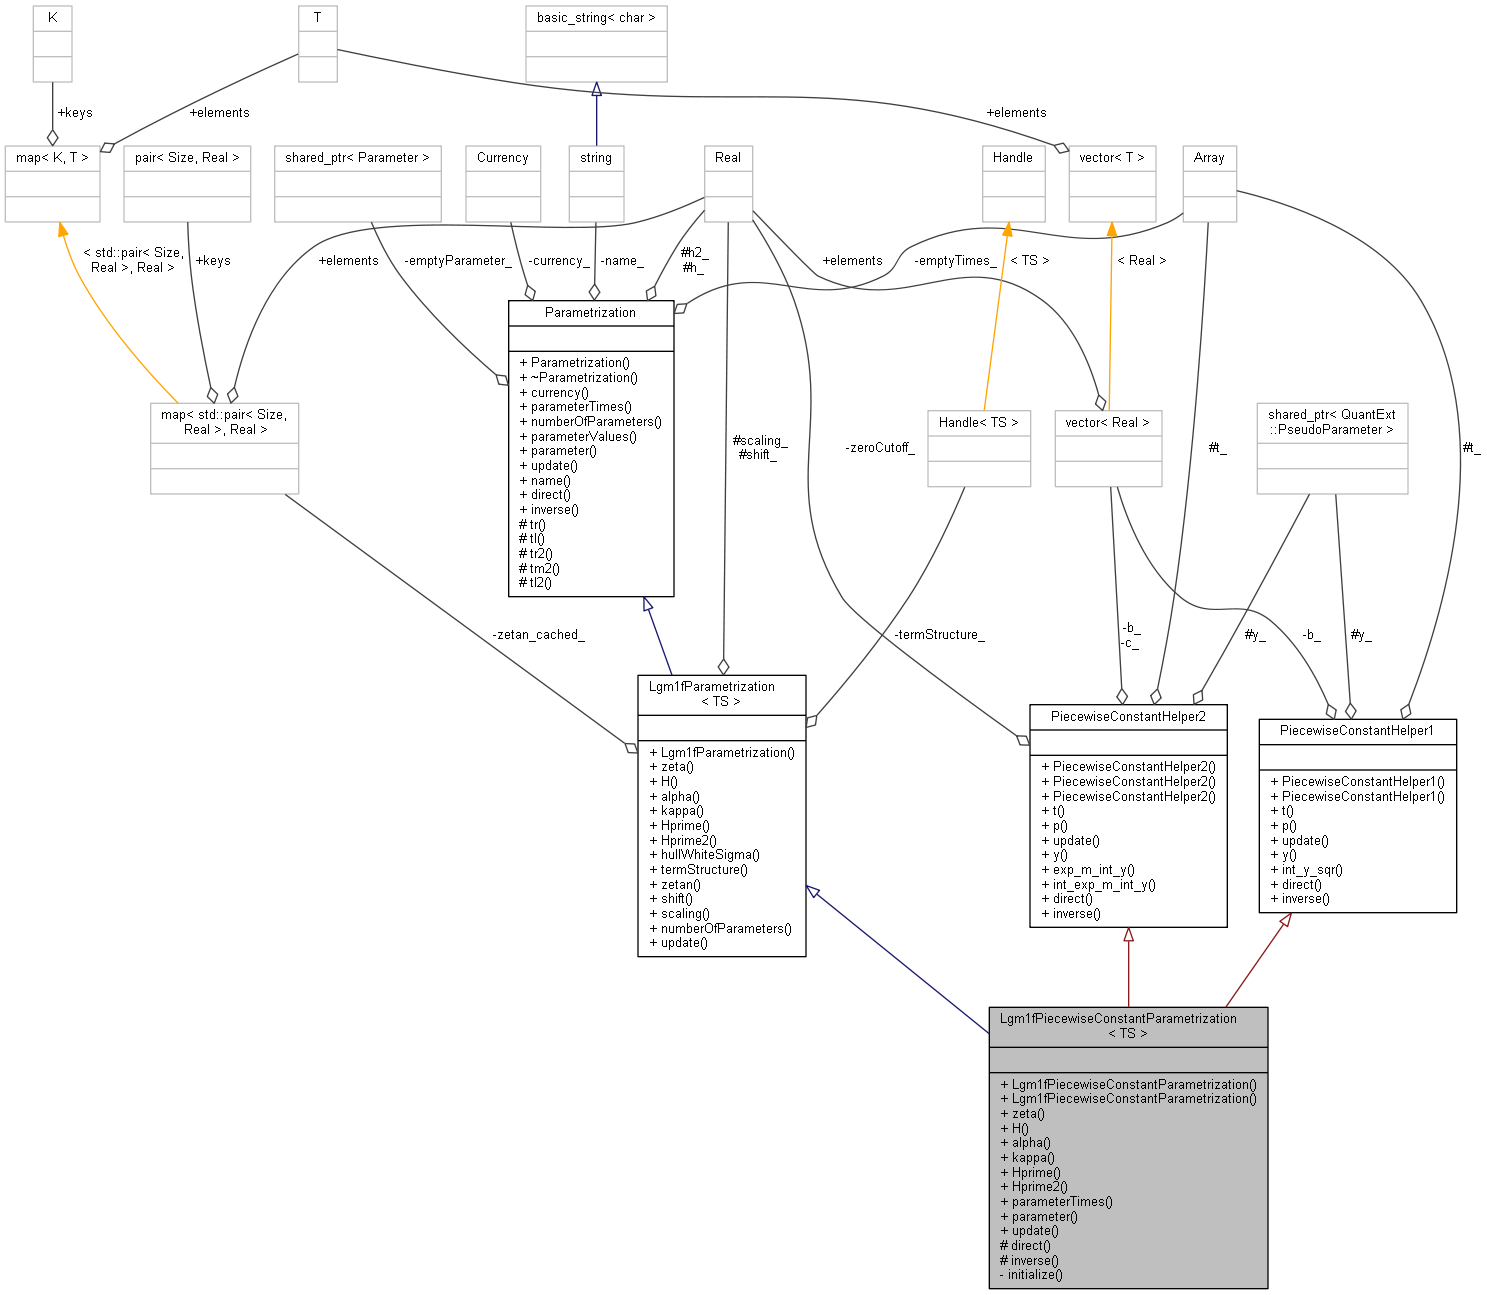 K
T
basic_string< char >
+keys
+elements
+elements
map< K, T >
pair< Size, Real >
shared_ptr< Parameter >
Currency
string
Real
Handle
vector< T >
Array
< std::pair< Size,
Real >, Real >
+keys
+elements
-emptyParameter_
-currency_
-name_
#h2_
#h_
+elements
-emptyTimes_
< TS >
< Real >
Parametrization
+ Parametrization()
+ ~Parametrization()
+ currency()
+ parameterTimes()
+ numberOfParameters()
+ parameterValues()
+ parameter()
+ update()
+ name()
+ direct()
+ inverse()
# tr()
# tl()
# tr2()
# tm2()
# tl2()
map< std::pair< Size,
Real >, Real >
#scaling_
#shift_
-zeroCutoff_
Handle< TS >
vector< Real >
#t_
shared_ptr< QuantExt
::PseudoParameter >
#t_
-zetan_cached_
-termStructure_
-b_
-c_
#y_
-b_
#y_
Lgm1fParametrization
< TS >
+ Lgm1fParametrization()
+ zeta()
+ H()
+ alpha()
+ kappa()
+ Hprime()
+ Hprime2()
+ hullWhiteSigma()
+ termStructure()
+ zetan()
+ shift()
+ scaling()
+ numberOfParameters()
+ update()
PiecewiseConstantHelper2
+ PiecewiseConstantHelper2()
+ PiecewiseConstantHelper2()
+ PiecewiseConstantHelper2()
+ t()
+ p()
+ update()
+ y()
+ exp_m_int_y()
+ int_exp_m_int_y()
+ direct()
+ inverse()
PiecewiseConstantHelper1
+ PiecewiseConstantHelper1()
+ PiecewiseConstantHelper1()
+ t()
+ p()
+ update()
+ y()
+ int_y_sqr()
+ direct()
+ inverse()
Lgm1fPiecewiseConstantParametrization
< TS >
+ Lgm1fPiecewiseConstantParametrization()
+ Lgm1fPiecewiseConstantParametrization()
+ zeta()
+ H()
+ alpha()
+ kappa()
+ Hprime()
+ Hprime2()
+ parameterTimes()
+ parameter()
+ update()
# direct()
# inverse()
- initialize()